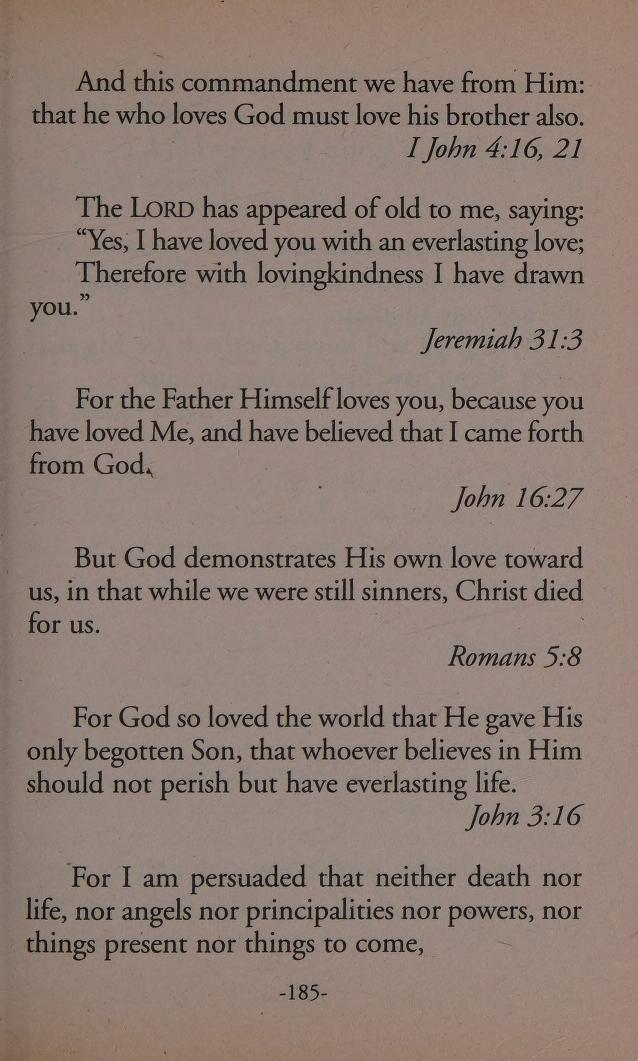 And this commandment we have from Him:
that he who loves God must love his brother also.
I John 4:16, 21
The LORD has appeared of old to me, saying:
“Yes, I have loved you with an everlasting love;
Therefore with lovingkindness I have drawn
you.”
Jeremiah 31:3
For the Father Himself loves you, because you
have loved Me, and have believed that I came forth
from God.
John 16:27
But God demonstrates His own love toward
us, in that while we were still sinners, Christ died
for us.
Romans 5:8
For God so loved the world that He gave His
only begotten Son, that whoever believes in Him
should not perish but have everlasting life.
John 3:16
For I am persuaded that neither death nor
life, nor angels nor principalities nor powers, nor
things present nor things to come,
-185-